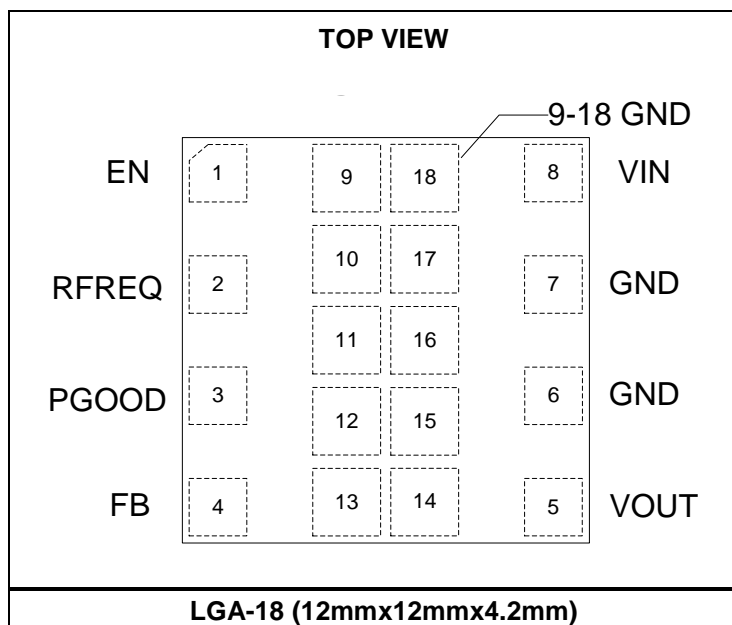 TOP VIEW
9-18 GND
EN 1 9 18 8 VIN
RFREQ 2 10 17 7 GND
11 16
PGOOD 3 12 15 6 GND
FB 4 13 14 5 VOUT
LGA-18 (12mmx12mmx4.2mm)